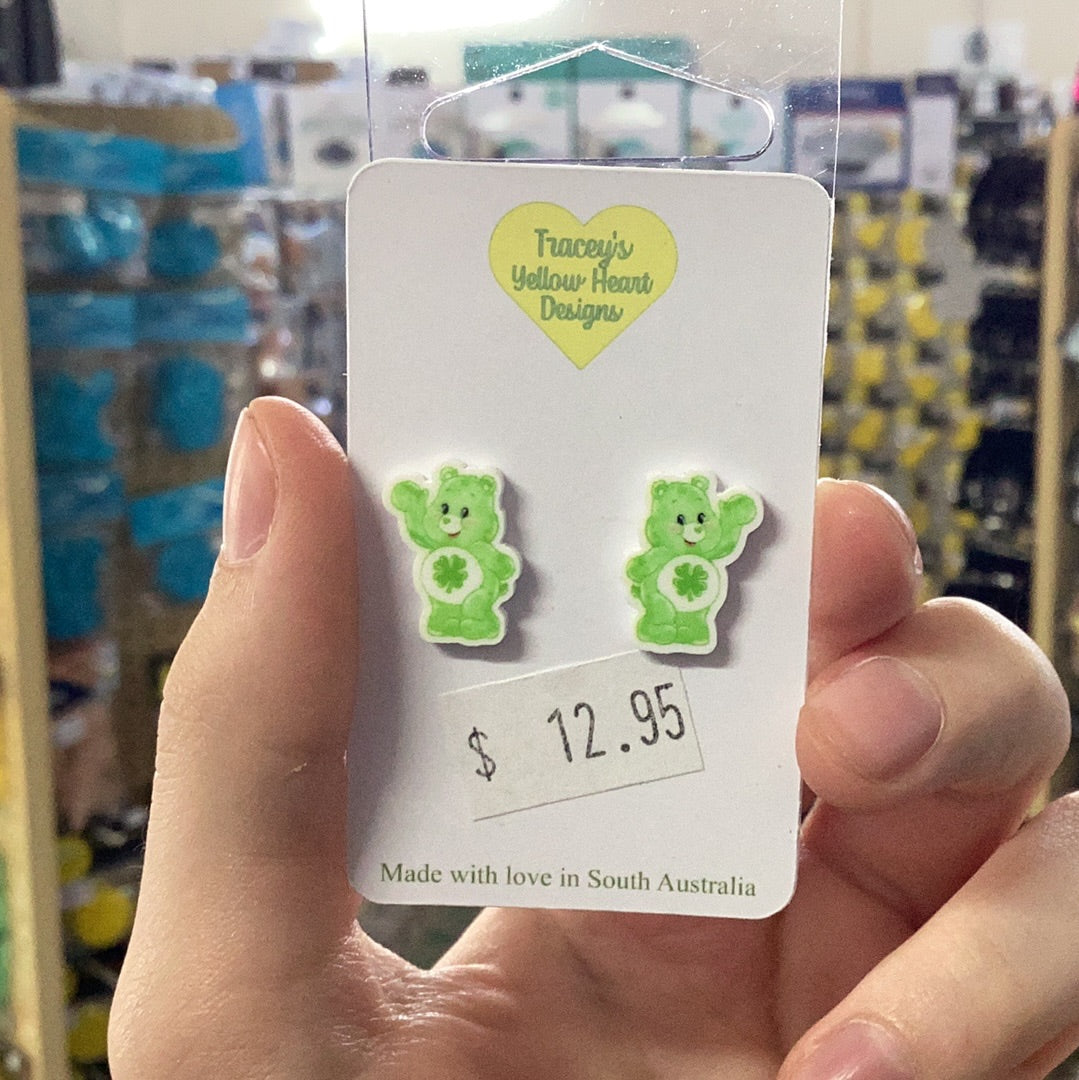 Tracey's
Yellow Heart
Designs
$ 12.95
Made with love in South Australia